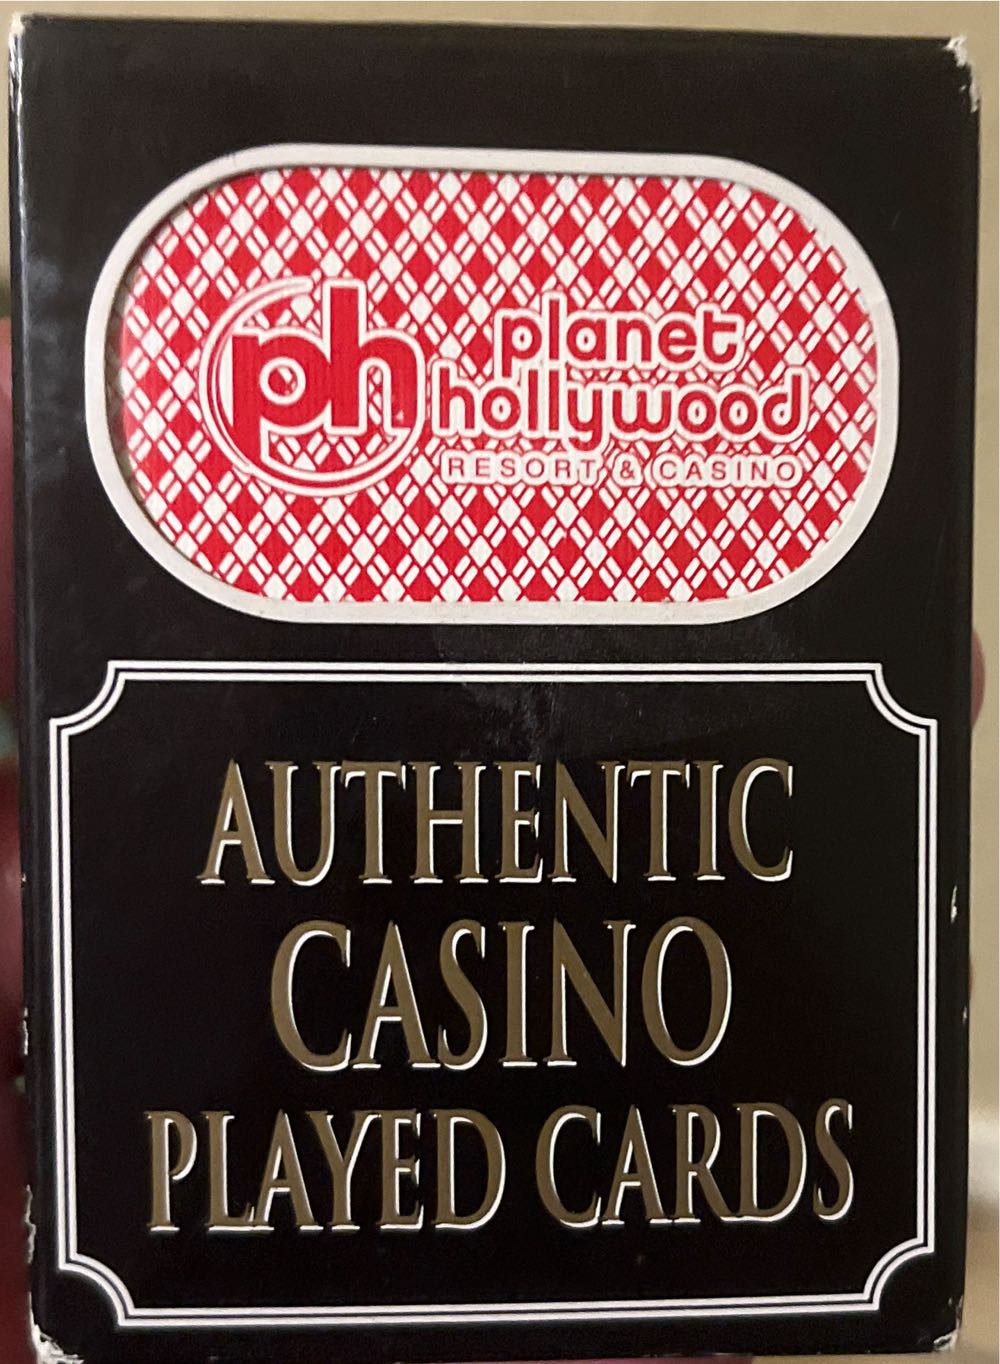 ph
planet
hollywood
RESORT & CASINO
AUTHENTIC
CASINO
PLAYED CARDS